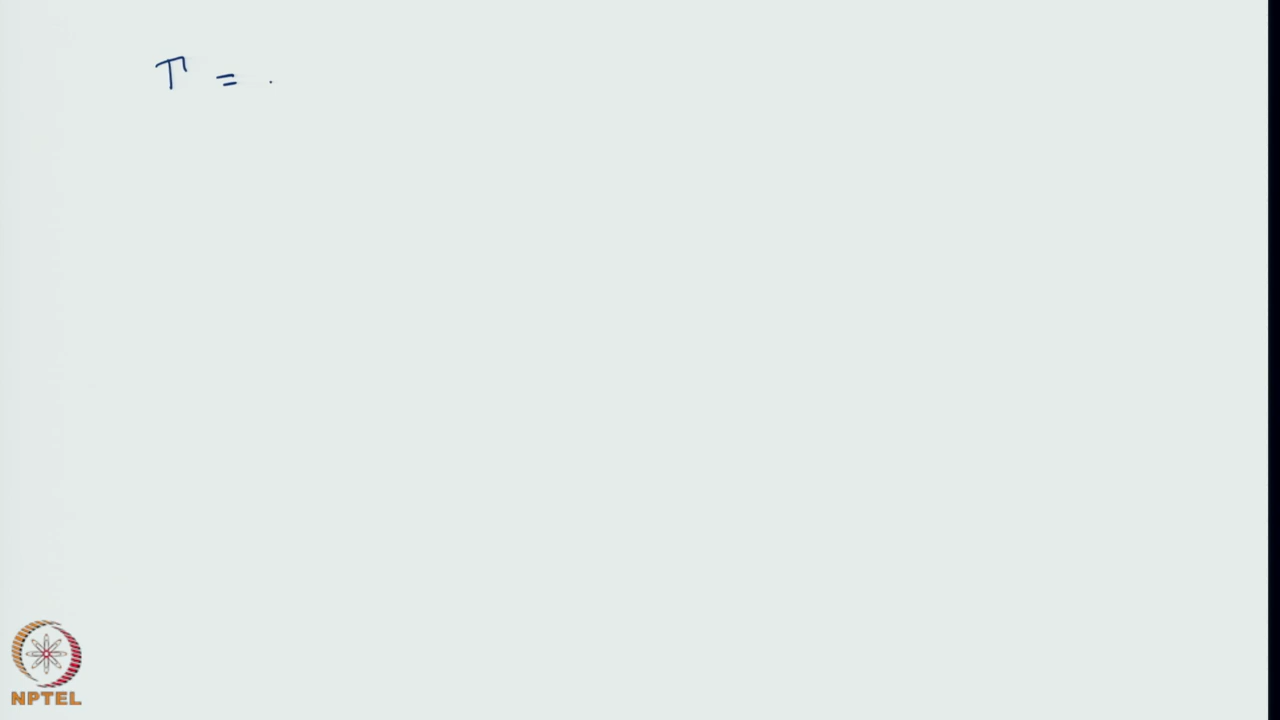 π = .
NPTEL